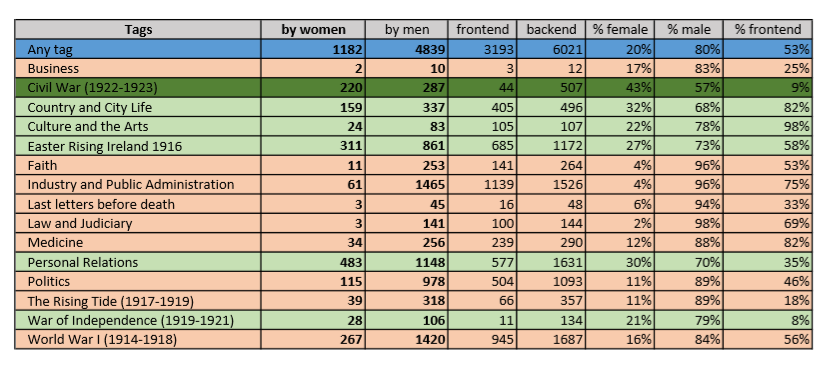 Tags by women by men frontend backend % female % male % frontend
Any tag 1182 4839 3193 6021 20% 80% 53%
Business 2 10 3 12 17% 83% 25%
Civil War (1922-1923) 220 287 44 507 43% 57% 9%
Country and City Life 159 337 405 496 32% 68% 82%
Culture and the Arts 24 83 105 107 22% 78% 98%
Easter Rising Ireland 1916 311 861 685 1172 27% 73% 58%
Faith 11 253 141 264 4% 96% 53%
Industry and Public Administration 61 1465 1139 1526 4% 96% 75%
Last letters before death 3 45 16 48 6% 94% 33%
Law and Judiciary 3 141 100 144 2% 98% 69%
Medicine 34 256 239 290 12% 88% 82%
Personal Relations 483 1148 577 1631 30% 70% 35%
Politics 115 978 504 1093 11% 89% 46%
The Rising Tide (1917-1919) 39 318 66 357 11% 89% 18%
War of Independence (1919-1921) 28 106 11 134 21% 79% 8%
World War I (1914-1918) 267 1420 945 1687 16% 84% 56%